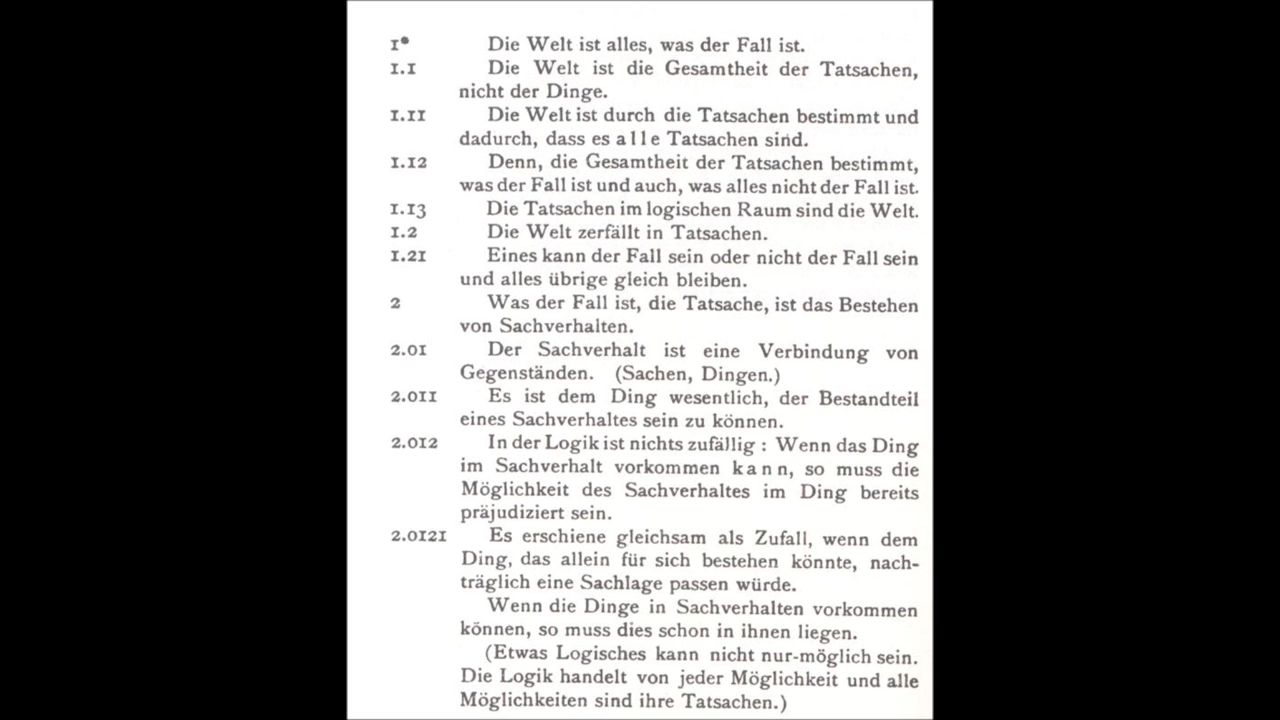 1* Die Welt ist alles, was der Fall ist.
1.1 Die Welt ist die Gesamtheit der Tatsachen,
nicht der Dinge.
1.11 Die Welt ist durch die Tatsachen bestimmt und
dadurch, dass es alle Tatsachen sind.
1.12 Denn, die Gesamtheit der Tatsachen bestimmt,
was der Fall ist und auch, was alles nicht der Fall ist.
1.13 Die Tatsachen im logischen Raum sind die Welt.
1.2 Die Welt zerfällt in Tatsachen.
1.21 Eines kann der Fall sein oder nicht der Fall sein
und alles übrige gleich bleiben.
2 Was der Fall ist, die Tatsache, ist das Bestehen
von Sachverhalten.
2.01 Der Sachverhalt ist eine Verbindung von
Gegenständen. (Sachen, Dingen.)
2.011 Es ist dem Ding wesentlich, der Bestandteil
eines Sachverhaltes sein zu können.
2.012 In der Logik ist nichts zufällig : Wenn das Ding
im Sachverhalt vorkommen kann, so muss die
Möglichkeit des Sachverhaltes im Ding bereits
präjudiziert sein.
2.0121 Es erschiene gleichsam als Zufall, wenn dem
Ding, das allein für sich bestehen könnte, nach-
träglich eine Sachlage passen würde.
Wenn die Dinge in Sachverhalten vorkommen
können, so muss dies schon in ihnen liegen.
(Etwas Logisches kann nicht nur-möglich sein.
Die Logik handelt von jeder Möglichkeit und alle
Möglichkeiten sind ihre Tatsachen.)